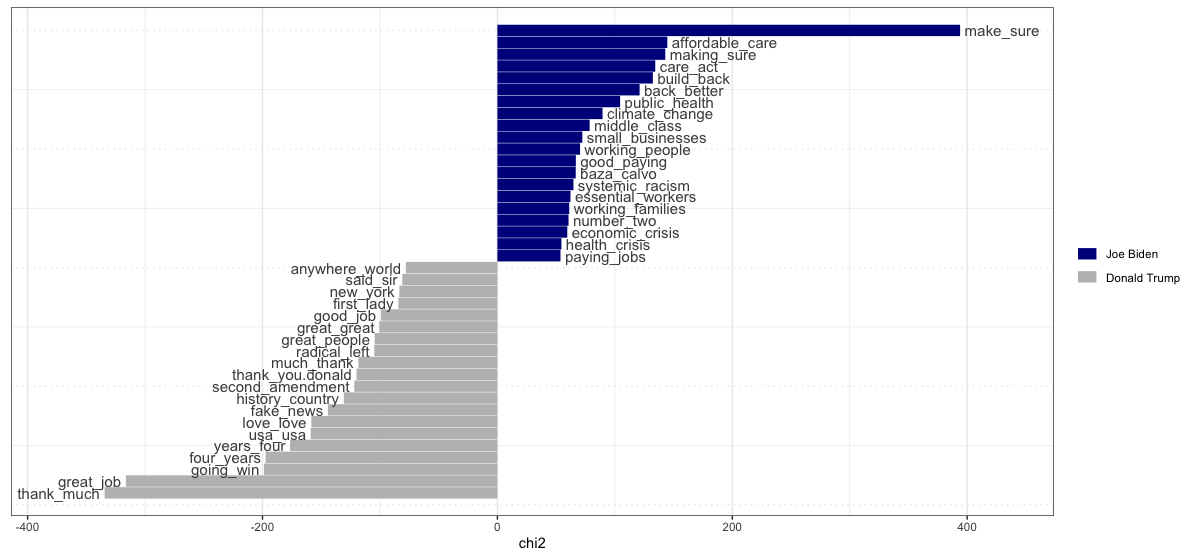 make_sure
affordable_care
making_sure
care_act
build_back
back_better
public_health
climate_change
middle_class
small_businesses
working_people
good_paying
baza_calvo
systemic_racism
essential_workers
working_families
number_two
economic_crisis
health_crisis
paying_jobs
anywhere_world
said_sir
new_york
first_lady
good_job
great_great
great_people
radical_left
much_thank
thank_you.donald
second_amendment
history_country
fake_news
love_love
usa_usa
years_four
four_years
going_win
great_job
thank_much
-400 -200 0 200 400
chi2
Joe Biden
Donald Trump